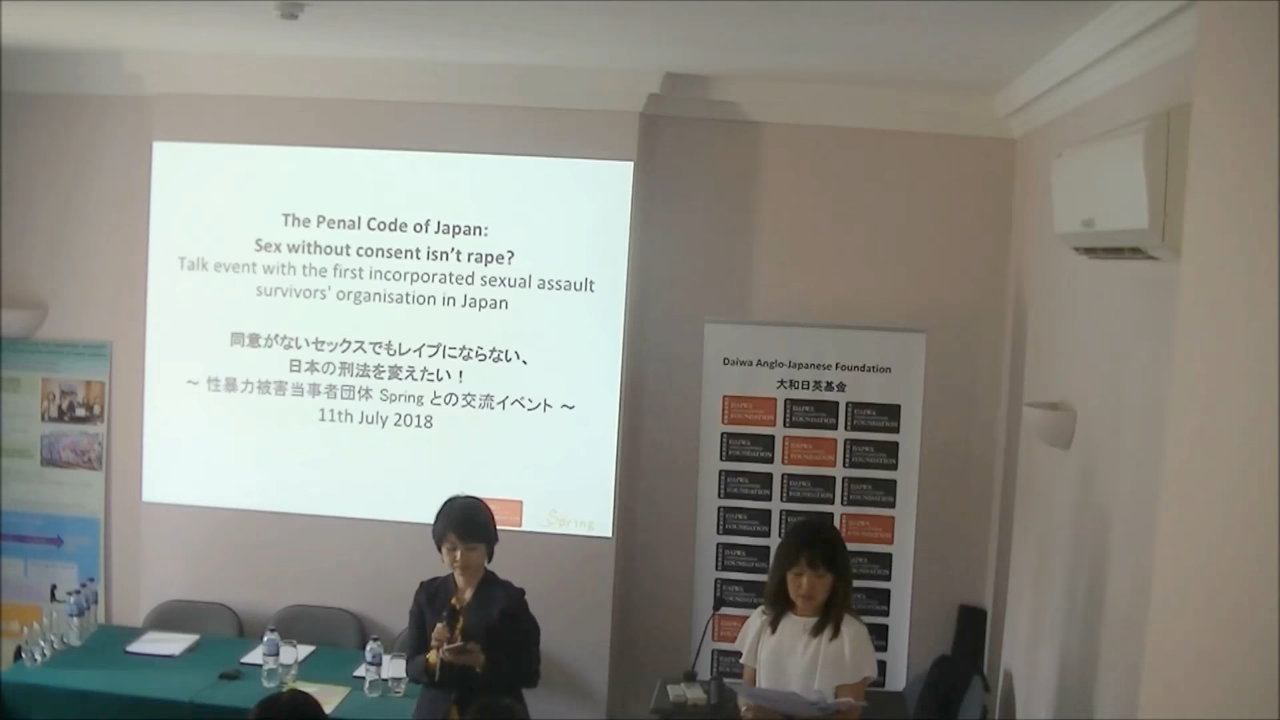 The Penal Code of Japan:
Sex without consent isn't rape?
Talk event with the first incorporated sexual assault
survivors' organisation in Japan
同意がないセックスでもレイプにならない、
日本の刑法を変えたい！
～ 性暴力被害当事者団体 Spring との交流イベント ～
11th July 2018
Spring
Daiwa Anglo-Japanese Foundation
大和日英基金